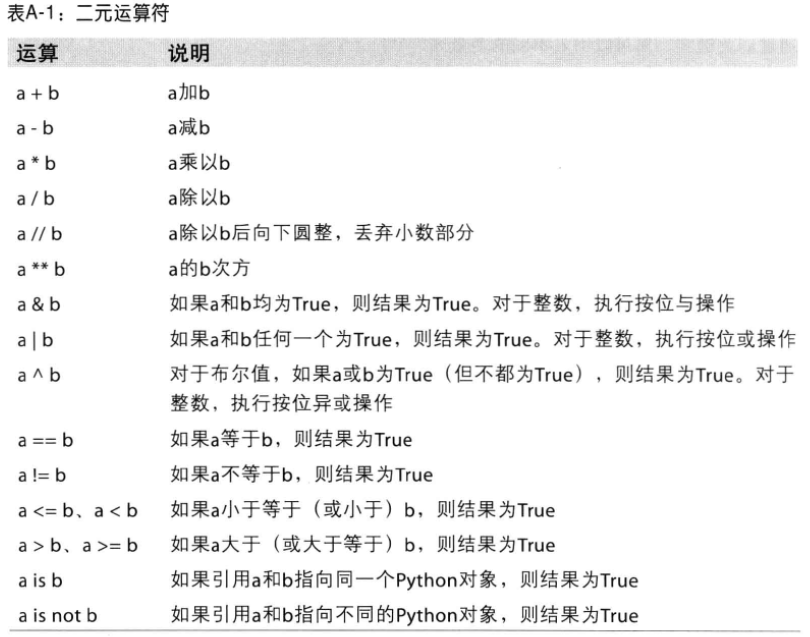 表A-1：二元运算符
运算 说明
a + b a加b
a - b a减b
a * b a乘以b
a / b a除以b
a // b a除以b后向下圆整，丢弃小数部分
a ** b a的b次方
a & b 如果a和b均为True，则结果为True。对于整数，执行按位与操作
a | b 如果a和b任何一个为True，则结果为True。对于整数，执行按位或操作
a ^ b 对于布尔值，如果a或b为True（但不都为True），则结果为True。对于
整数，执行按位异或操作
a == b 如果a等于b，则结果为True
a != b 如果a不等于b，则结果为True
a <= b、a < b 如果a小于等于（或小于）b，则结果为True
a > b、a >= b 如果a大于（或大于等于）b，则结果为True
a is b 如果引用a和b指向同一个Python对象，则结果为True
a is not b 如果引用a和b指向不同的Python对象，则结果为True